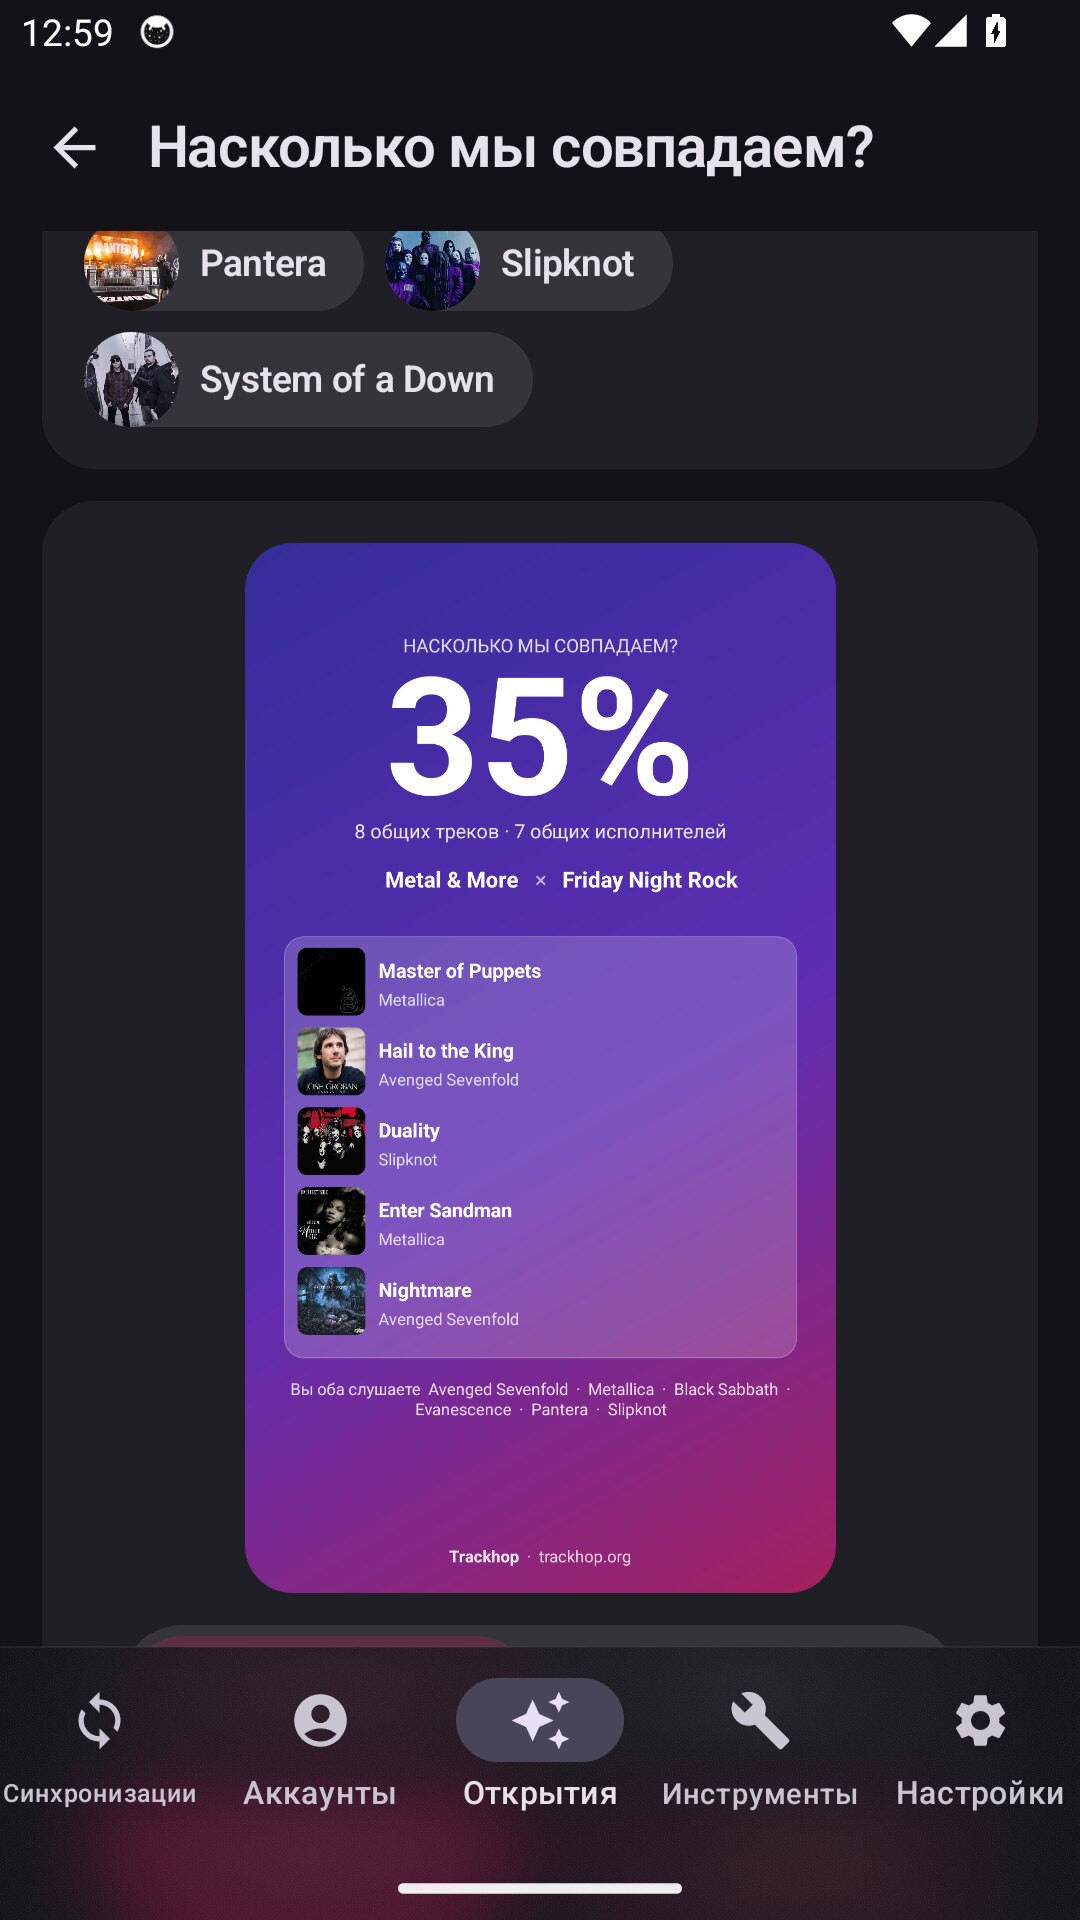 12:59
Насколько мы совпадаем?
Pantera
Slipknot
System of a Down
НАСКОЛЬКО МЫ СОВПАДАЕМ?
35%
8 общих треков · 7 общих исполнителей
Metal & More × Friday Night Rock
Master of Puppets
Metallica
Hail to the King
Avenged Sevenfold
JOSH GROBAN
Duality
Slipknot
Enter Sandman
Metallica
Nightmare
Avenged Sevenfold
Вы оба слушаете Avenged Sevenfold · Metallica · Black Sabbath ·
Evanescence · Pantera · Slipknot
Trackhop · trackhop.org
Синхронизации
Аккаунты
Открытия
Инструменты
Настройки